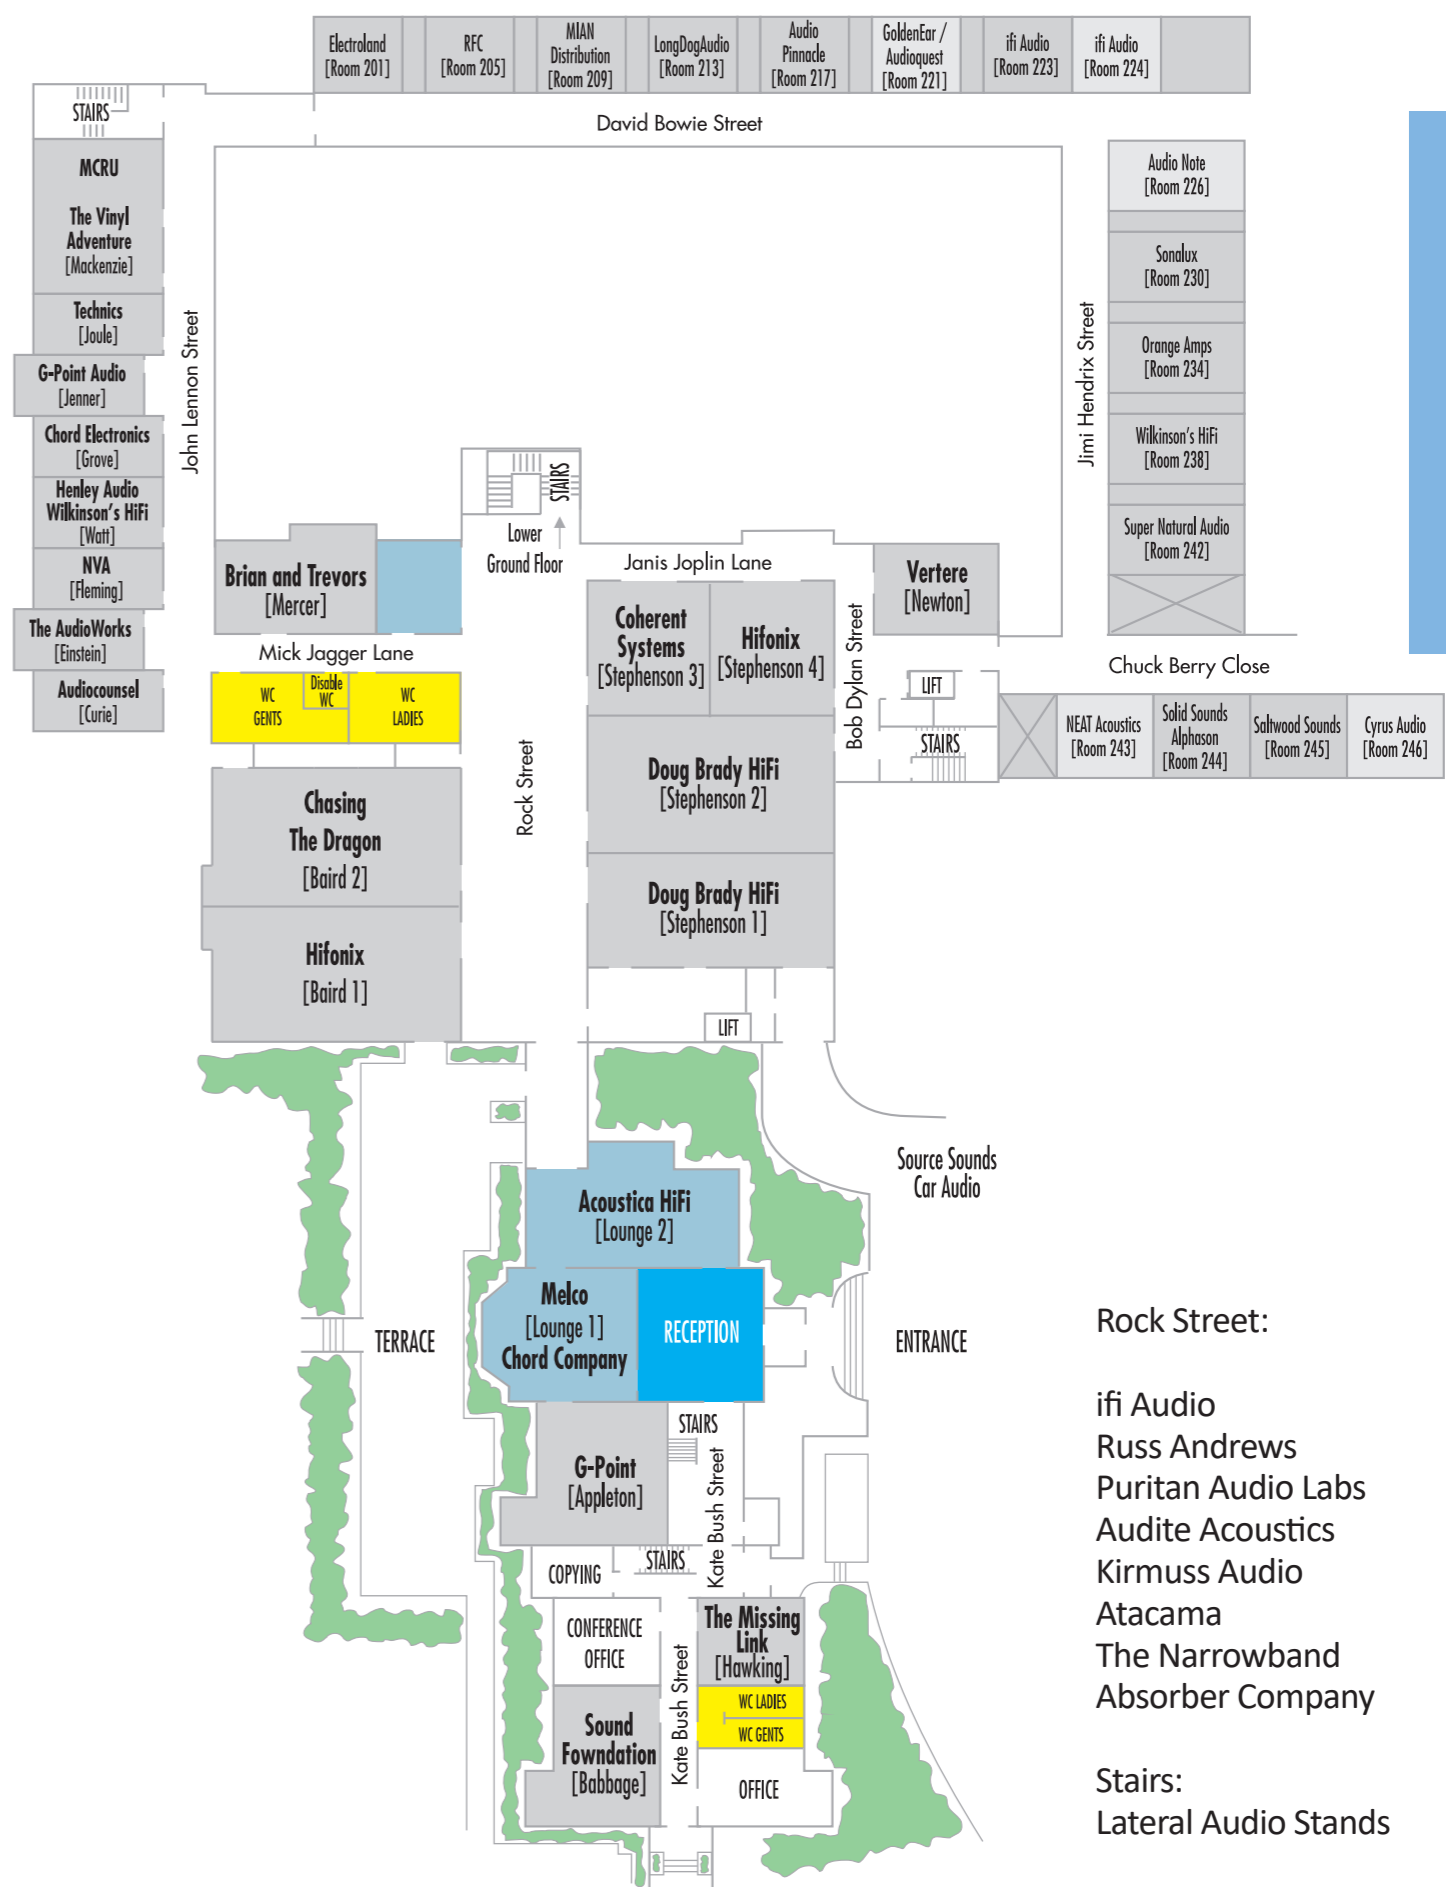 Electroland
[Room 201]
RFC
[Room 205]
MIAN
Distribution
[Room 209]
LongDogAudio
[Room 213]
Audio
Pinnacle
[Room 217]
GoldenEar /
Audioquest
[Room 221]
ifi Audio
[Room 223]
ifi Audio
[Room 224]
David Bowie Street
STAIRS
MCRU
The Vinyl
Adventure
[Mackenzie]
Technics
[Joule]
G-Point Audio
[Jenner]
Chord Electronics
[Grove]
Henley Audio
Wilkinson's HiFi
[Watt]
NVA
[Fleming]
The AudioWorks
[Einstein]
Audiocounsel
[Curie]
John Lennon Street
Audio Note
[Room 226]
Sonalux
[Room 230]
Orange Amps
[Room 234]
Wilkinson's HiFi
[Room 238]
Super Natural Audio
[Room 242]
Jimi Hendrix Street
Chuck Berry Close
NEAT Acoustics
[Room 243]
Solid Sounds
Alphason
[Room 244]
Saltwood Sounds
[Room 245]
Cyrus Audio
[Room 246]
STAIRS
Lower
Ground Floor
Janis Joplin Lane
Brian and Trevors
[Mercer]
Mick Jagger Lane
WC
GENTS
Disable
WC
WC
LADIES
Coherent
Systems
[Stephenson 3]
Hifonix
[Stephenson 4]
Vertere
[Newton]
Bob Dylan Street
LIFT
STAIRS
Rock Street
Doug Brady HiFi
[Stephenson 2]
Doug Brady HiFi
[Stephenson 1]
Chasing
The Dragon
[Baird 2]
Hifonix
[Baird 1]
LIFT
Source Sounds
Car Audio
Acoustica HiFi
[Lounge 2]
Melco
[Lounge 1]
Chord Company
RECEPTION
TERRACE
ENTRANCE
STAIRS
G-Point
[Appleton]
Kate Bush Street
COPYING
STAIRS
CONFERENCE
OFFICE
The Missing
Link
[Hawking]
WC LADIES
WC GENTS
Kate Bush Street
Sound
Fowndation
[Babbage]
OFFICE
Rock Street:
ifi Audio
Russ Andrews
Puritan Audio Labs
Audite Acoustics
Kirmuss Audio
Atacama
The Narrowband
Absorber Company
Stairs:
Lateral Audio Stands